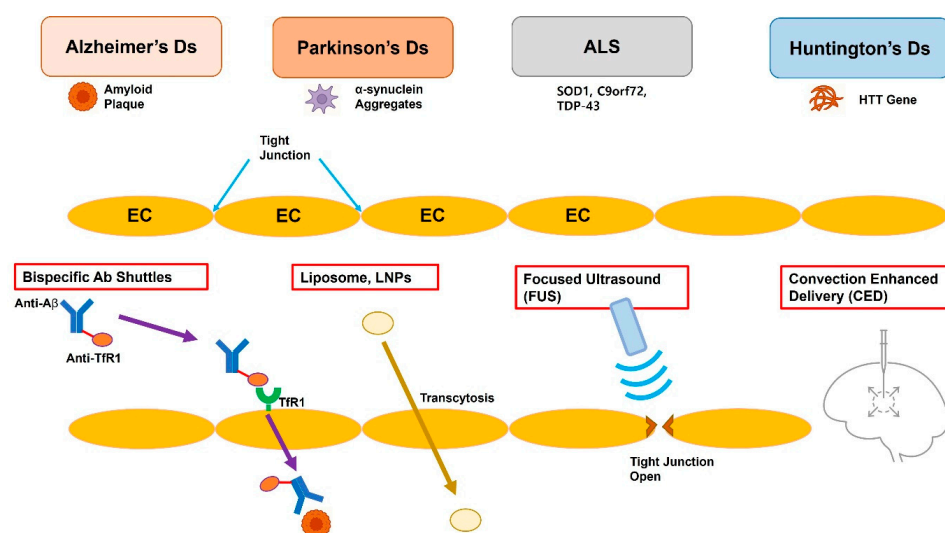 Alzheimer's Ds
Parkinson's Ds
ALS
Huntington's Ds
Amyloid
Plaque
α-synuclein
Aggregates
SOD1, C9orf72,
TDP-43
HTT Gene
Tight
Junction
EC
EC
EC
EC
Bispecific Ab Shuttles
Liposome, LNPs
Focused Ultrasound
(FUS)
Convection Enhanced
Delivery (CED)
Anti-Aβ
Anti-TfR1
TfR1
Transcytosis
Tight Junction
Open